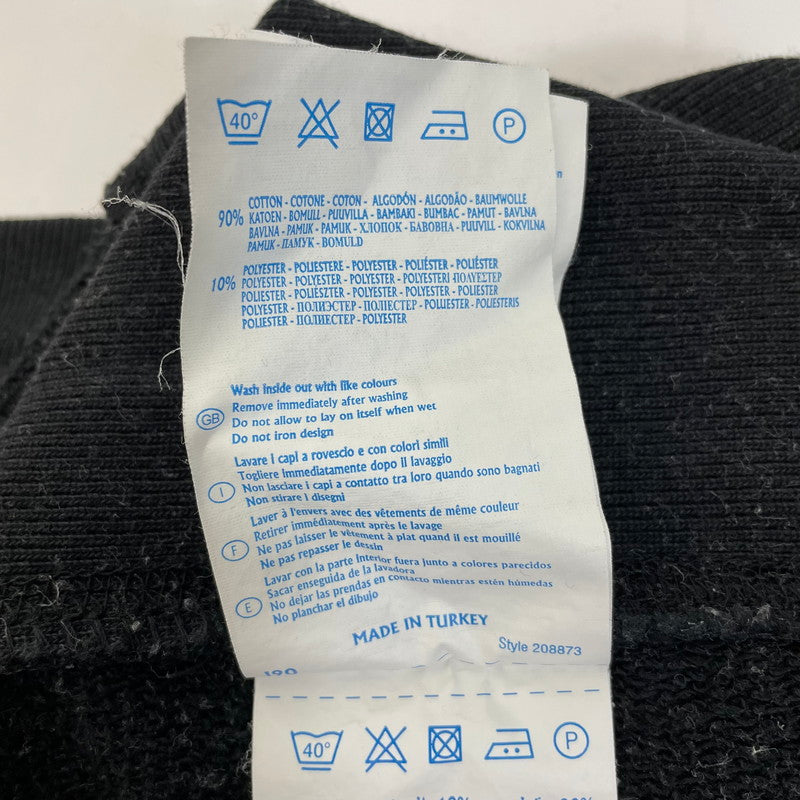 40° P
90% COTTON - COTONE - COTON - ALGODÓN - ALGODÃO - BAUMWOLLE
KATOEN - BOMULL - PUUVILLA - BAMBAKI - BUMBAC - PAMUT - BAVLNA
BAVLNA - PAMUK - PAMUK - ХЛОПОК - БАВОВНА - PUUVILL - KOKVILNA
PAMUK - ПАМУК - BOMULD
POLYESTER - POLIESTERE - POLYESTER - POLIÉSTER - POLIÉSTER
10% POLYESTER - POLYESTER - POLYESTER - POLYESTERI ПОЛУЕΣТЕР
POLIESTER - POLIÉSZTER - POLYESTER - POLYESTER - POLIESTER
POLYESTER - ПОЛИЭСТЕР - ПОЛІЕСТЕР - POLUESTER - POLIESTERIS
POLIESTER - ПОЛИЕСТЕР - POLYESTER
Wash inside out with like colours
Remove immediately after washing
GB Do not allow to lay on itself when wet
Do not iron design
Lavare i capi a rovescio e con colori simili
Togliere immediatamente dopo il lavaggio
I Non lasciare i capi a contatto tra loro quando sono bagnati
Non stirare i disegni
Laver à l'envers avec des vêtements de même couleur
Retirer immédiatement après le lavage
F Ne pas laisser le vêtement à plat quand il est mouillé
Ne pas repasser le dessin
Lavar con la parte interior fuera junto a colores parecidos
Sacar enseguida de la lavadora
E No dejar las prendas en contacto mientras estén húmedas
No planchar el dibujo
MADE IN TURKEY
Style 208873
190
40° P